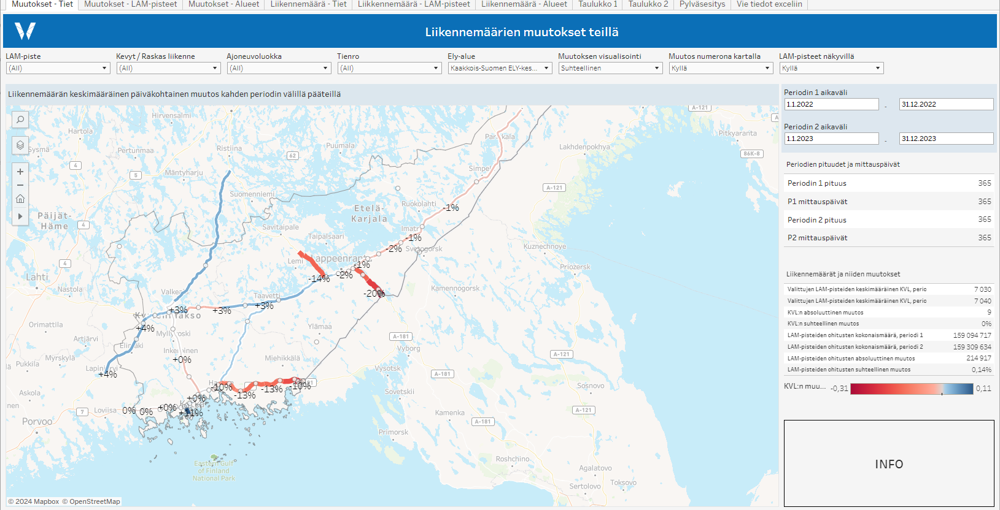 Muutokset - Tiet
Muutokset - LAM-pisteet
Muutokset - Alueet
Liikennemäärä - Tiet
Liikkennemäärä - LAM-pisteet
Liikennemäärä - Alueet
Taulukko 1
Taulukko 2
Pylväsesitys
Vie tiedot exceliin
Liikennemäärien muutokset teillä
LAM-piste
Kevyt / Raskas liikenne
Ajoneuvoluokka
Tienro
Ely-alue
Muutoksen visualisointi
Muutos numerona kartalla
LAM-pisteet näkyvillä
(All)
(All)
(All)
(All)
Kaakkois-Suomen ELY-kes...
Suhteellinen
Kyllä
Kyllä
Liikennemäärän keskimääräinen päiväkohtainen muutos kahden periodin välillä pääteillä
Periodin 1 aikaväli
1.1.2022
-
31.12.2022
Periodin 2 aikaväli
1.1.2023
-
31.12.2023
Periodien pituudet ja mittauspäivät
Periodin 1 pituus 365
P1 mittauspäivät 365
Periodin 2 pituus 365
P2 mittauspäivät 365
Liikennemäärät ja niiden muutokset
Valittujen LAM-pisteiden keskimääräinen KVL, perio 7 030
Valittujen LAM-pisteiden keskimääräinen KVL, perio 7 040
KVL:n absoluuttinen muutos 9
KVL:n suhteellinen muutos 0%
LAM-pisteiden ohitusten kokonaismäärä, periodi 1 159 094 717
LAM-pisteiden ohitusten kokonaismäärä, periodi 2 159 309 634
LAM-pisteiden ohitusten absoluuttinen muutos 214 917
LAM-pisteiden ohitusten suhteellinen muutos 0,14%
KVL:n muu... -0,31 0,11
INFO
Hirvensalmi
Hartola
Sysmä
Pertunmaa
Ristiina
Puumala
62
4
5
Mäntyharju
Suomenniemi
Päijät-
Häme
4
Savitaipale
Taipalsaari
Etelä-
Karjala
Ruokolahti
Simpel
A-121
A-121
A-121
Pitkyaranta
86K-8
Lakhdenpokhya
-1%
Imatr
-1%
-2%
Svetogorsk
Kuznechnoye
Lemi
-1%
-2%
-14%
-20%
Priozersk
Kamennogorsk
4
Lahti
Nastola
Taavetti
+3%
+3%
+3%
+4%
Orimattila
Artjärvi
Elimäki
Ylämaa
A-181
Vyborg
A-121
Myrskylä
Pukkila
Lapinjärvi
+4%
+0%
Miehikkälä
Vysotsk
A-121
-10%
-13%
-13%
-10%
Sovetskii
Sosnovo
Askola
Loviisa
0%
0%
+0%
+0%
+11%
Kamenka
A-121
Porvoo
7
A-181
Primorsk
Eastern Gulf
of Finland
National Park
Roshchino
Agalatovo
Toksovo
Sertolovo
© 2024 Mapbox © OpenStreetMap